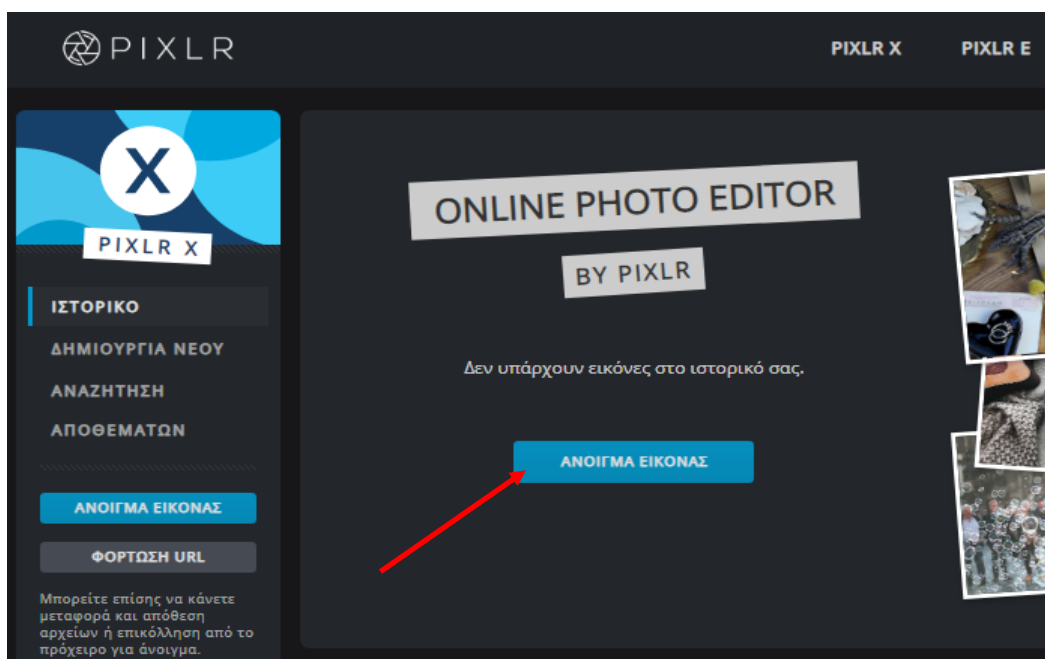 PIXLR
PIXLR X
PIXLR E
X
PIXLR X
ΙΣΤΟΡΙΚΟ
ΔΗΜΙΟΥΡΓΙΑ ΝΕΟΥ
ΑΝΑΖΗΤΗΣΗ
ΑΠΟΘΕΜΑΤΩΝ
ΑΝΟΙΓΜΑ ΕΙΚΟΝΑΣ
ΦΟΡΤΩΣΗ URL
Μπορείτε επίσης να κάνετε
μεταφορά και απόθεση
αρχείων ή επικόλληση από το
πρόχειρο για άνοιγμα.
ONLINE PHOTO EDITOR
BY PIXLR
Δεν υπάρχουν εικόνες στο ιστορικό σας.
ΑΝΟΙΓΜΑ ΕΙΚΟΝΑΣ